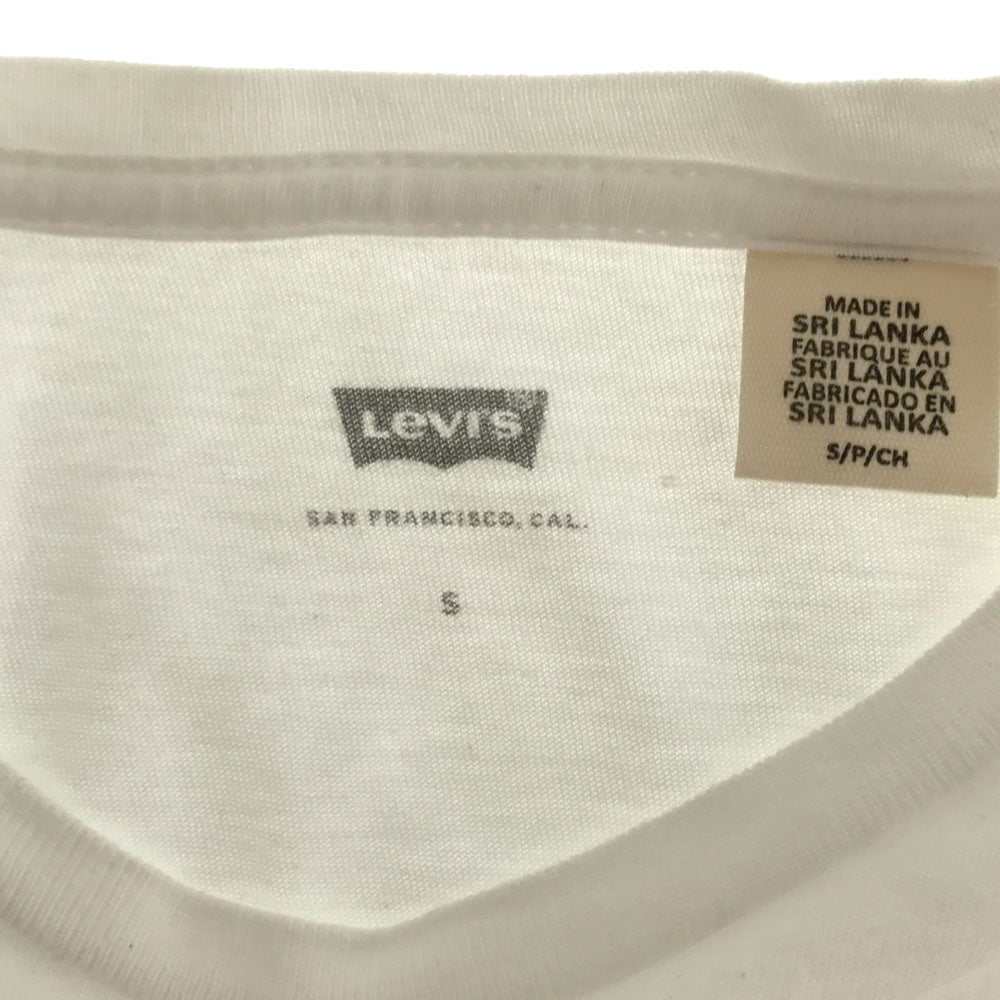 Levi's
SAN FRANCISCO, CAL.
S
MADE IN
SRI LANKA
FABRIQUE AU
SRI LANKA
FABRICADO EN
SRI LANKA
S/P/CH